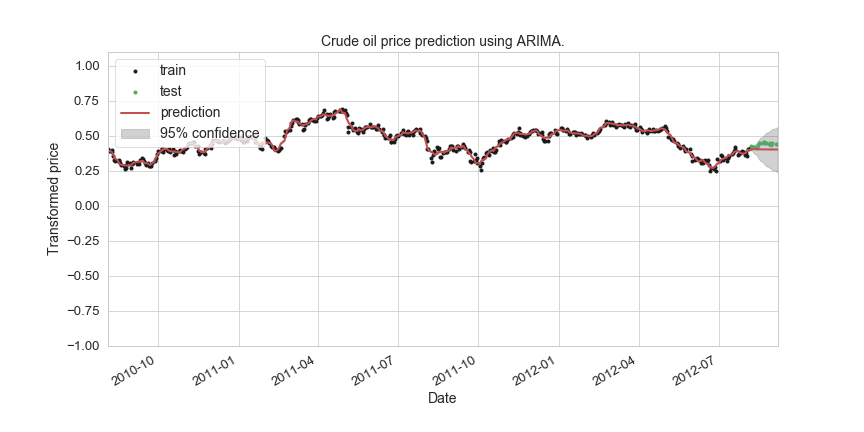 Crude oil price prediction using ARIMA.
1.00
0.75
0.50
0.25
0.00
−0.25
−0.50
−0.75
−1.00
Transformed price
train
test
prediction
95% confidence
2010-10
2011-01
2011-04
2011-07
2011-10
2012-01
2012-04
2012-07
Date